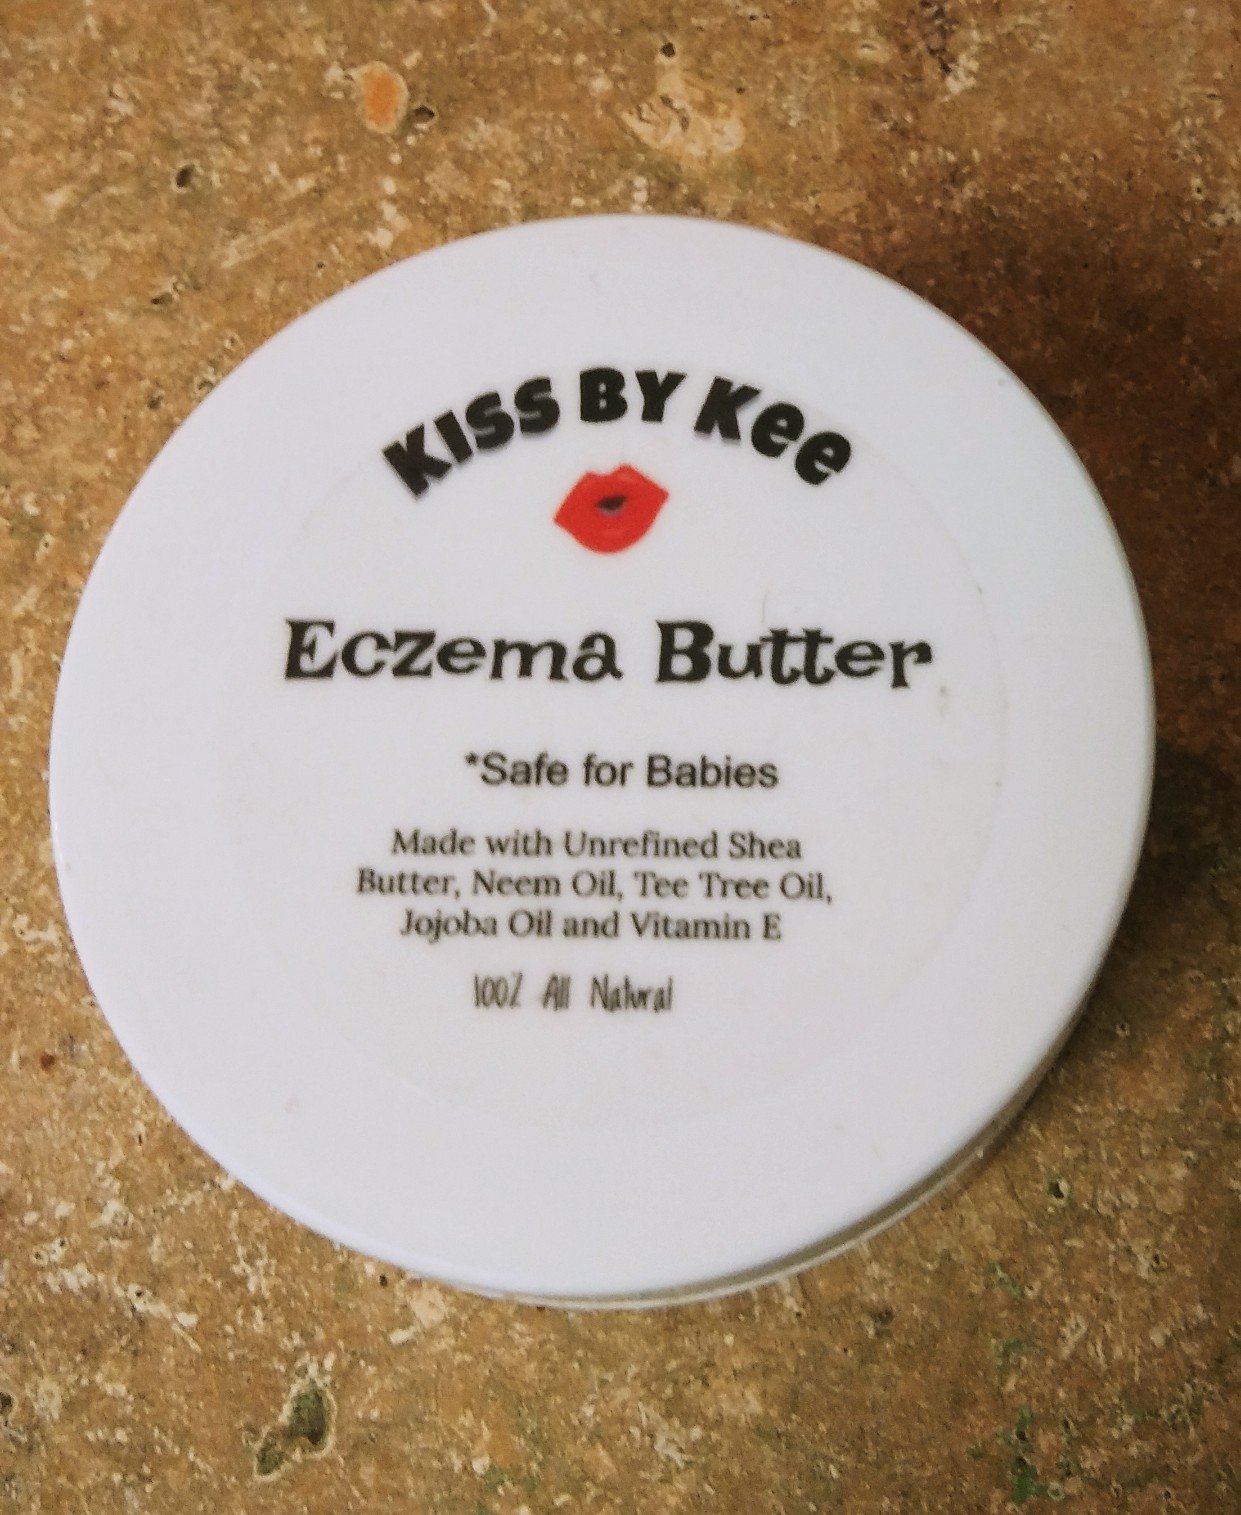 KISS BY Kee
Eczema Butter
*Safe for Babies
Made with Unrefined Shea
Butter, Neem Oil, Tee Tree Oil,
Jojoba Oil and Vitamin E
100% All Natural